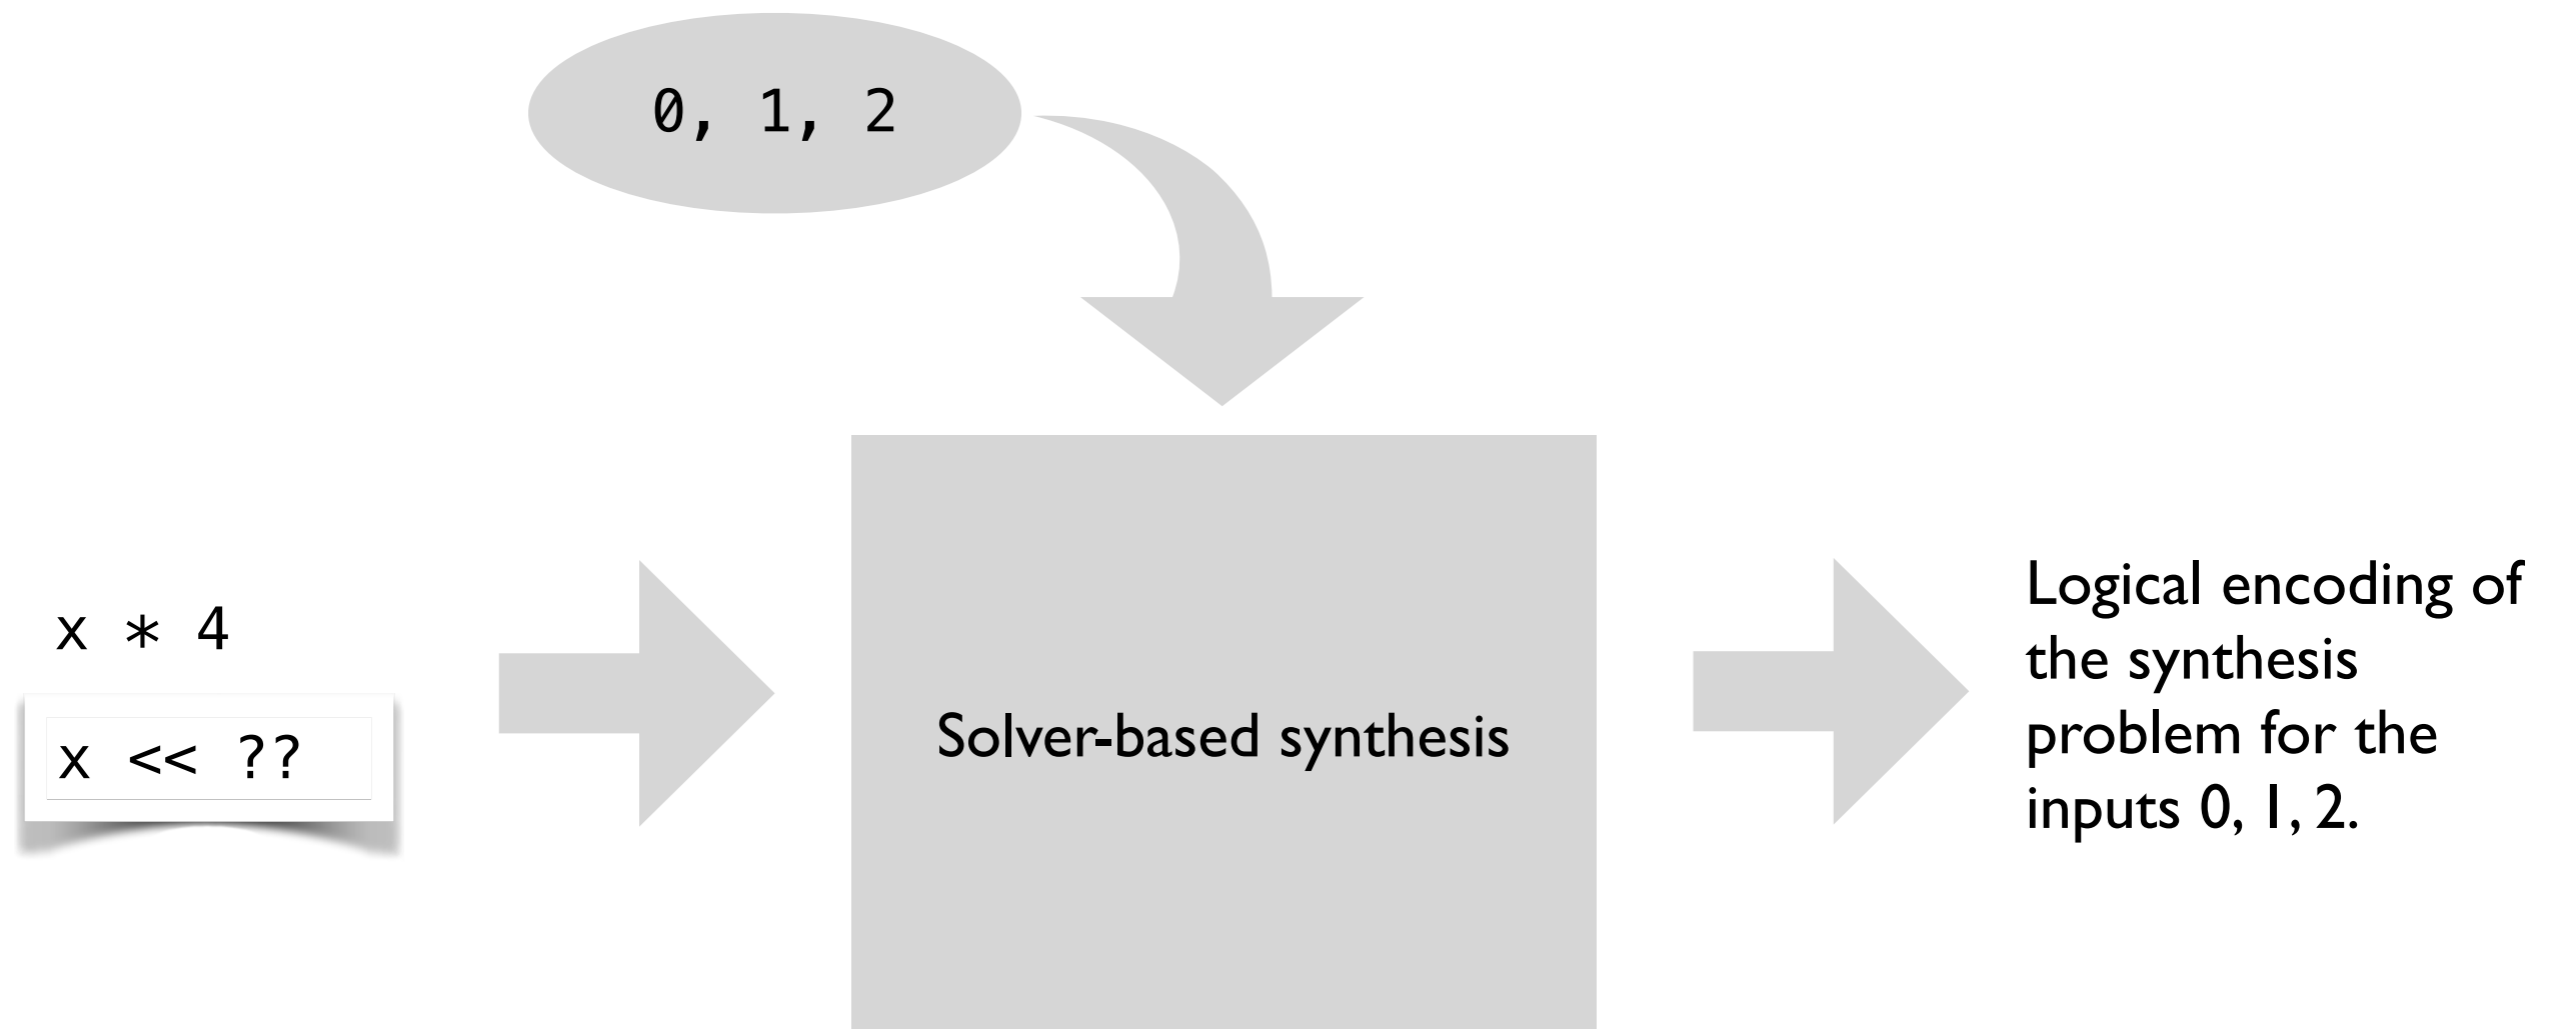 0, 1, 2
x * 4
x << ??
Solver-based synthesis
Logical encoding of
the synthesis
problem for the
inputs 0, 1, 2.